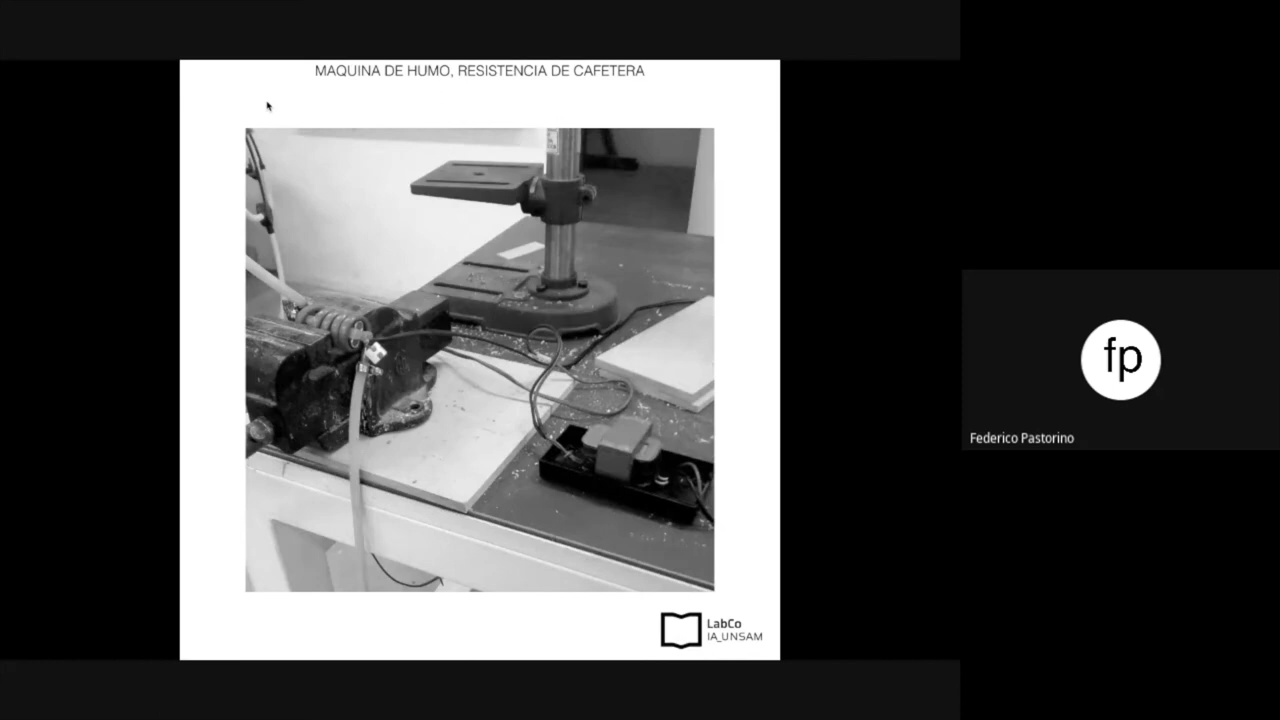 MAQUINA DE HUMO, RESISTENCIA DE CAFETERA
LabCo
IA_UNSAM
fp
Federico Pastorino